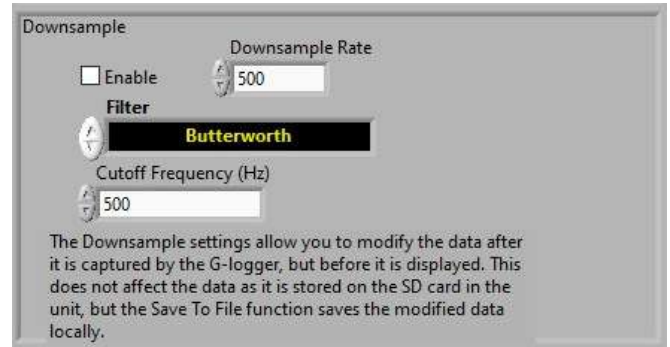 Downsample
Downsample Rate
Enable
500
Filter
Butterworth
Cutoff Frequency (Hz)
500
The Downsample settings allow you to modify the data after
it is captured by the G-logger, but before it is displayed. This
does not affect the data as it is stored on the SD card in the
unit, but the Save To File function saves the modified data
locally.